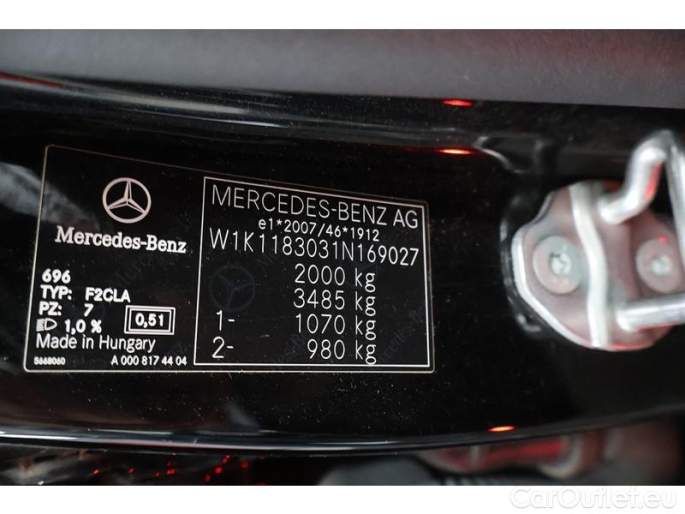 Mercedes-Benz
696
TYP: F2CLA
PZ: 7
1,0 %
0,51
Made in Hungary
S668060
A 000 817 44 04
MERCEDES-BENZ AG
e1*2007/46*1912
W1K1183031N169027
2000 kg
3485 kg
1- 1070 kg
2- 980 kg
CarOutlet.eu